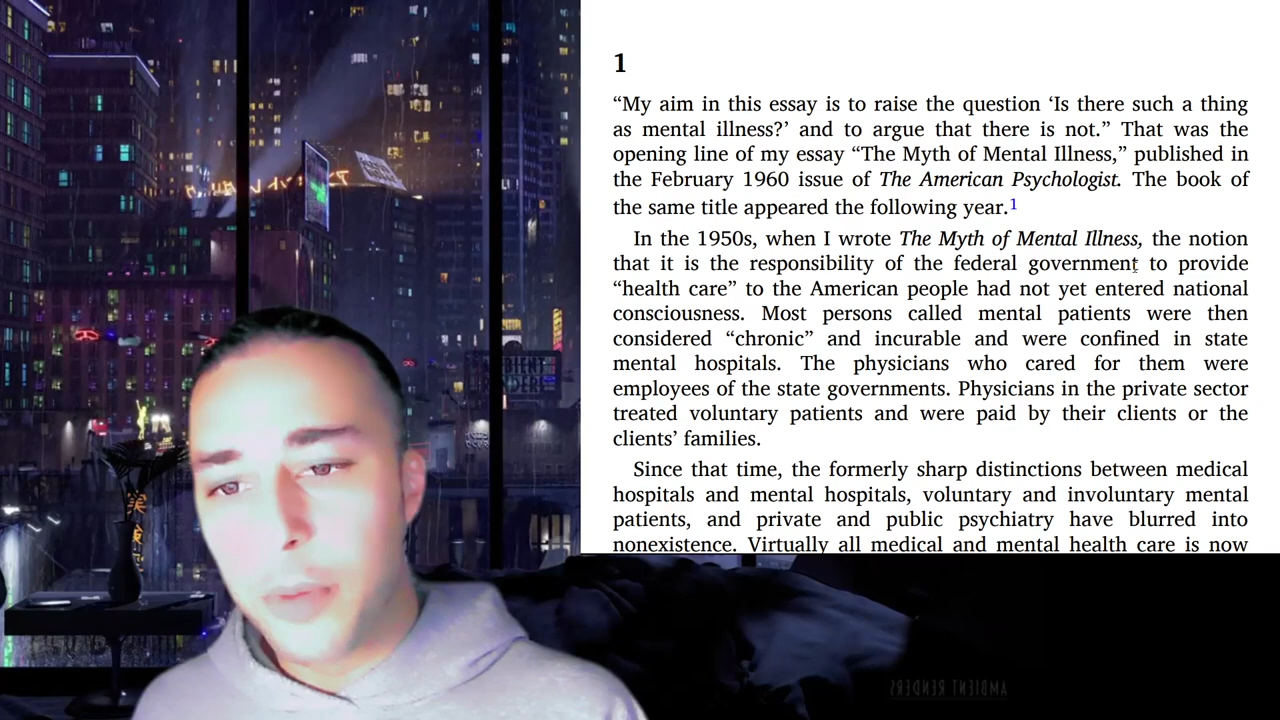 1
“My aim in this essay is to raise the question ‘Is there such a thing
as mental illness?’ and to argue that there is not.” That was the
opening line of my essay “The Myth of Mental Illness,” published in
the February 1960 issue of The American Psychologist. The book of
the same title appeared the following year.1
In the 1950s, when I wrote The Myth of Mental Illness, the notion
that it is the responsibility of the federal government to provide
“health care” to the American people had not yet entered national
consciousness. Most persons called mental patients were then
considered “chronic” and incurable and were confined in state
mental hospitals. The physicians who cared for them were
employees of the state governments. Physicians in the private sector
treated voluntary patients and were paid by their clients or the
clients’ families.
Since that time, the formerly sharp distinctions between medical
hospitals and mental hospitals, voluntary and involuntary mental
patients, and private and public psychiatry have blurred into
nonexistence. Virtually all medical and mental health care is now
AMBIENT RENDERS